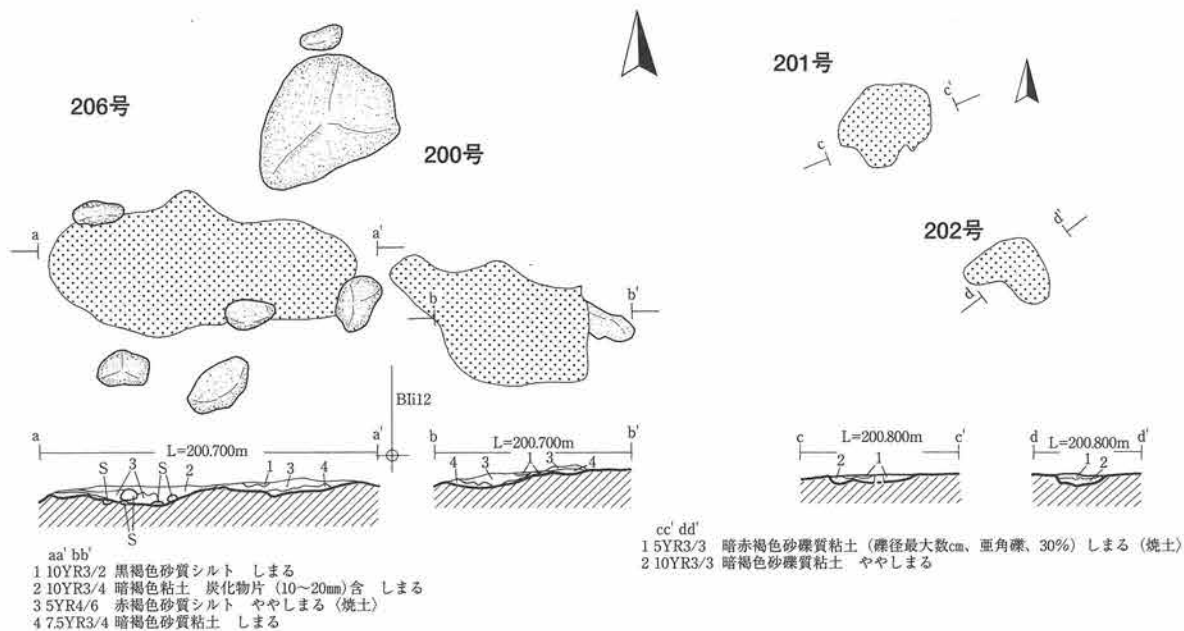 206号
200号
a
a'
b
b'
BIi12
a
L=200.700m
a'
S
3
S
2
1
3
4
S
b
L=200.700m
b'
4
3
1
3
4
aa' bb'
1 10YR3/2 黒褐色砂質シルト しまる
2 10YR3/4 暗褐色粘土 炭化物片(10〜20mm)含 しまる
3 5YR4/6 赤褐色砂質シルト ややしまる〈焼土〉
4 7.5YR3/4 暗褐色砂質粘土 しまる
201号
c'
c
202号
d'
d
c
L=200.800m
c'
2
1
d
L=200.800m
d'
1
2
cc' dd'
1 5YR3/3 暗赤褐色砂礫質粘土(礫径最大数㎝、亜角礫、30%)しまる〈焼土〉
2 10YR3/3 暗褐色砂礫質粘土 ややしまる